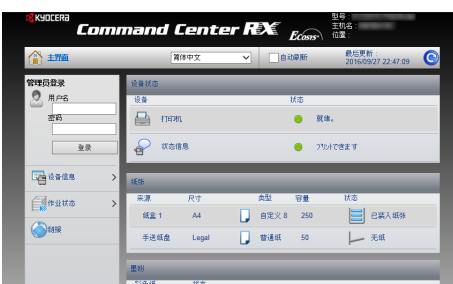 KYOCERA
Command Center RX Ecosys
型号:
主机名:
位置:
主界面
简体中文
自动刷新
最后更新:
2016/09/27 22:47:09
管理员登录
用户名
密码
登录
设备信息
作业状态
链接
设备状态
设备 状态
打印机 就绪。
状态信息 プリントできます
纸张
来源 尺寸 类型 容量 状态
纸盒 1 A4 自定义 8 250 已装入纸张
手送纸盘 Legal 普通纸 50 无纸
墨粉